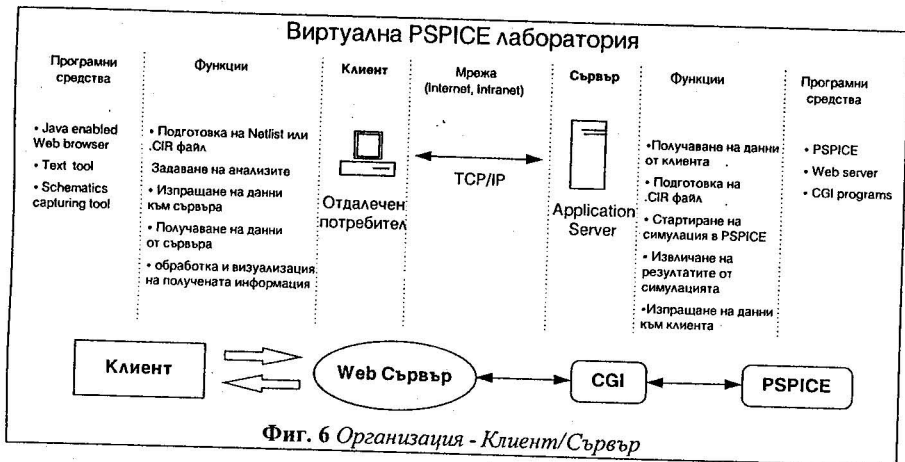 Виртуална PSPICE лаборатория
Програмни
средства
• Java enabled
Web browser
• Text tool
• Schematics
capturing tool
Функции
• Подготовка на Netlist или
.CIR файл
Задаване на анализите
• Изпращане на данни
към сървъра
• Получаване на данни
от сървъра
• обработка и визуализация
на получената информация
Клиент
Отдалечен
потребител
Мрежа
(Internet, Intranet)
TCP/IP
Сървър
Application
Server
Функции
•Получаване на данни
от клиента
• Подготовка на
.CIR файл
• Стартиране на
симулация в PSPICE
• Извличане на
резултатите от
симулацията
•Изпращане на данни
към клиента
Програмни
средства
• PSPICE
• Web server
• CGI programs
Клиент
Web Сървър
CGI
PSPICE
Фиг. 6 Организация - Клиент/Сървър